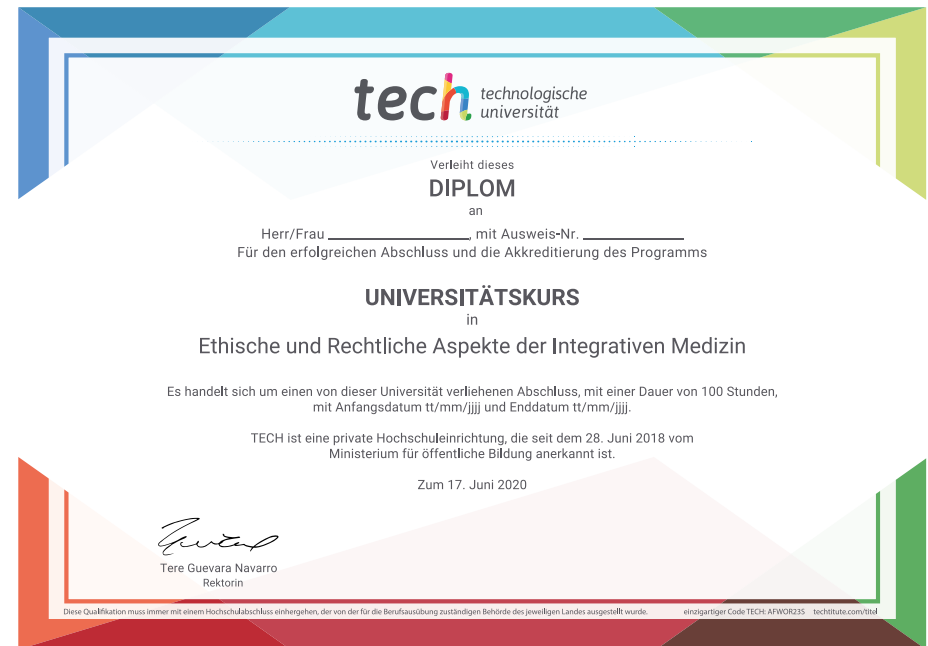 tech technologische
universität
Verleiht dieses
DIPLOM
an
Herr/Frau ____________________, mit Ausweis-Nr. ______________
Für den erfolgreichen Abschluss und die Akkreditierung des Programms
UNIVERSITÄTSKURS
in
Ethische und Rechtliche Aspekte der Integrativen Medizin
Es handelt sich um einen von dieser Universität verliehenen Abschluss, mit einer Dauer von 100 Stunden,
mit Anfangsdatum tt/mm/jjjj und Enddatum tt/mm/jjjj.
TECH ist eine private Hochschuleinrichtung, die seit dem 28. Juni 2018 vom
Ministerium für öffentliche Bildung anerkannt ist.
Zum 17. Juni 2020
Tere Guevara Navarro
Rektorin
Diese Qualifikation muss immer mit einem Hochschulabschluss einhergehen, der von der für die Berufsausübung zuständigen Behörde des jeweiligen Landes ausgestellt wurde. einzigartiger Code TECH: AFWOR23S techtitute.com/titel